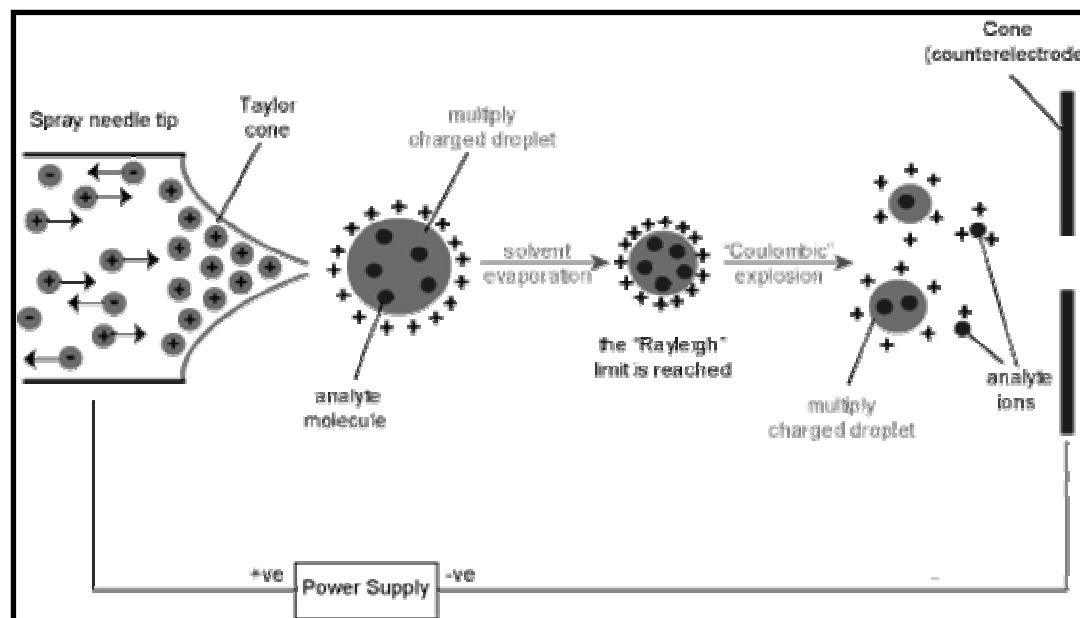 Cone
(counterelectrode
Spray needle tip
Taylor
cone
multiply
charged droplet
solvent
evaporation
"Coulombic"
explosion
the "Rayleigh"
limit is reached
analyte
molecule
multiply
charged droplet
analyte
ions
+ve
Power Supply
-ve